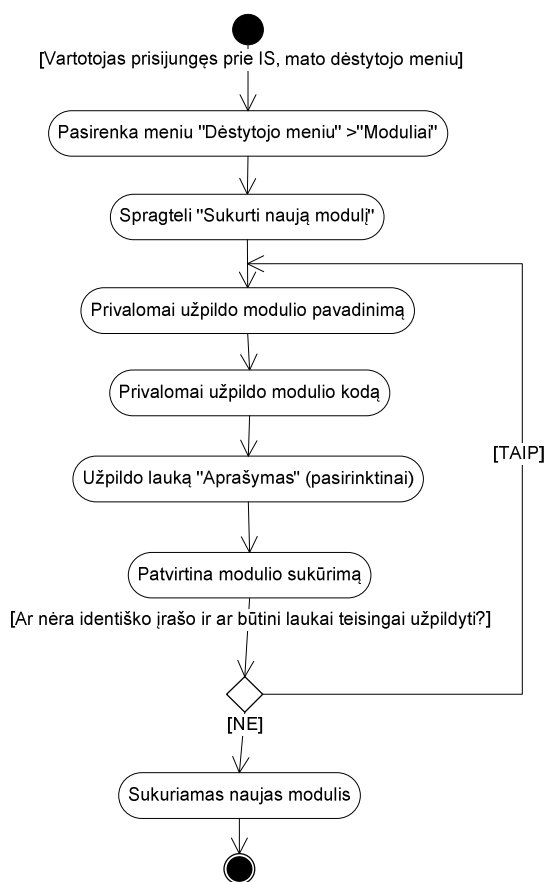 [Vartotojas prisijungęs prie IS, mato dėstytojo meniu]
Pasirenka meniu "Dėstytojo meniu" >"Moduliai"
Spragteli "Sukurti naują modulį"
Privalomai užpildo modulio pavadinimą
Privalomai užpildo modulio kodą
[TAIP]
Užpildo lauką "Aprašymas" (pasirinktinai)
Patvirtina modulio sukūrimą
[Ar nėra identiško įrašo ir ar būtini laukai teisingai užpildyti?]
[NE]
Sukuriamas naujas modulis